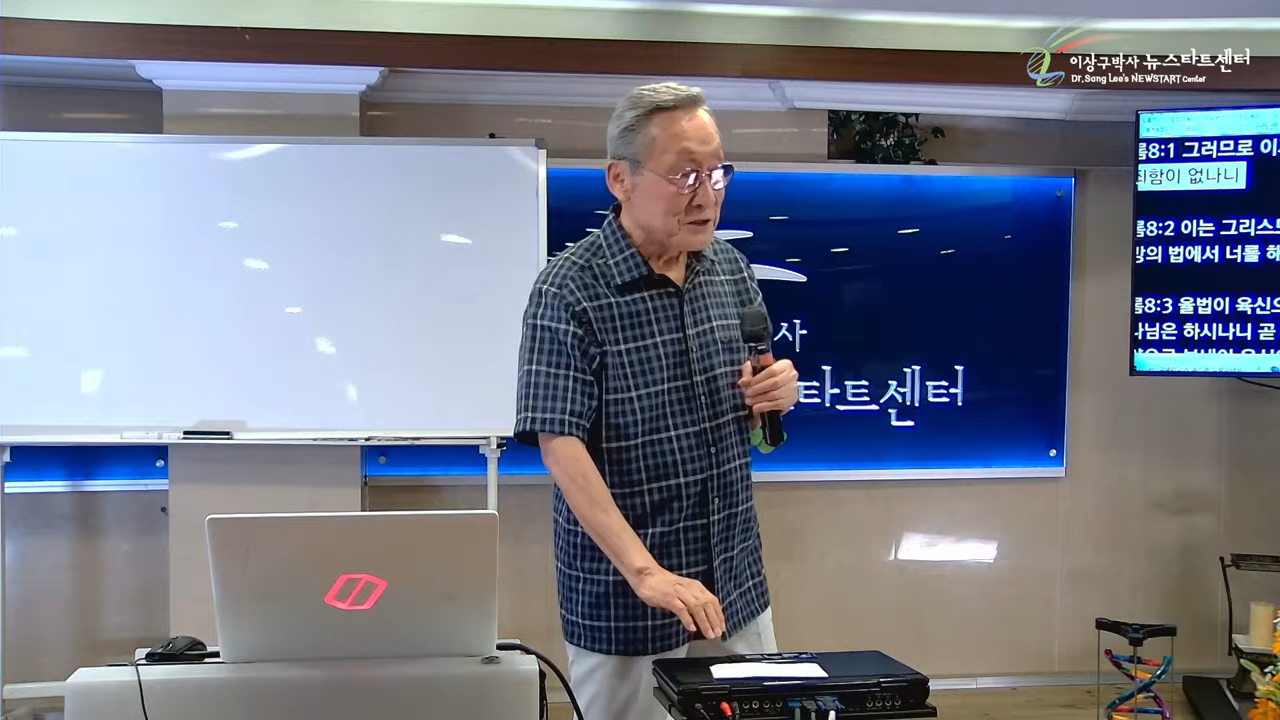 이상구박사 뉴스타트센터
Dr. Sang Lee's NEWSTART Center
롬8:1 그러므로 이
죄함이 없나니
롬8:2 이는 그리스도
망의 법에서 너를 해
롬8:3 율법이 육신으
나님은 하시나니 곧
사
스타트센터